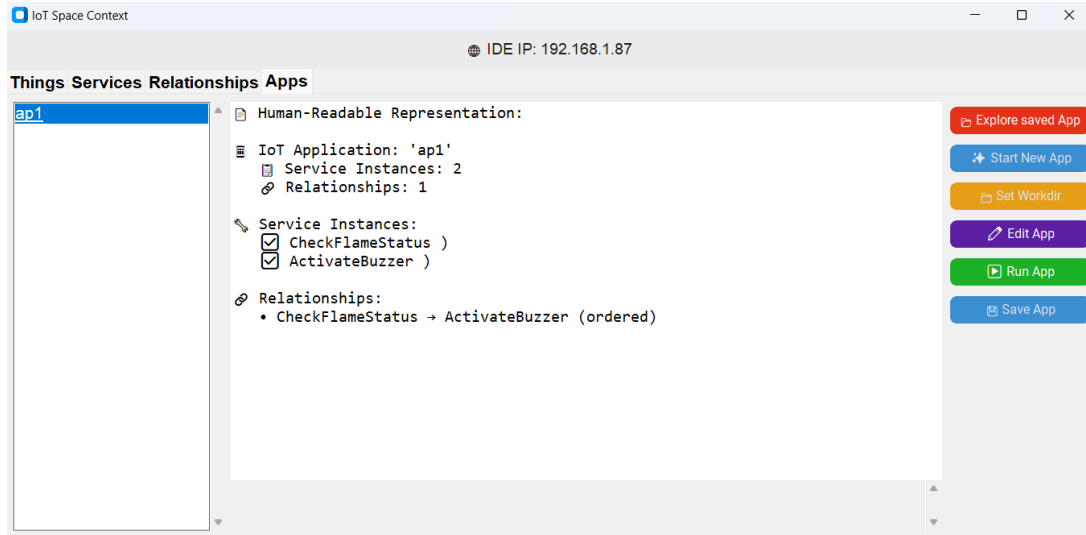 IoT Space Context
IDE IP: 192.168.1.87
Things Services Relationships Apps
ap1
Human-Readable Representation:
IoT Application: 'ap1'
Service Instances: 2
Relationships: 1
Service Instances:
CheckFlameStatus )
ActivateBuzzer )
Relationships:
• CheckFlameStatus → ActivateBuzzer (ordered)
Explore saved App
Start New App
Set Workdir
Edit App
Run App
Save App